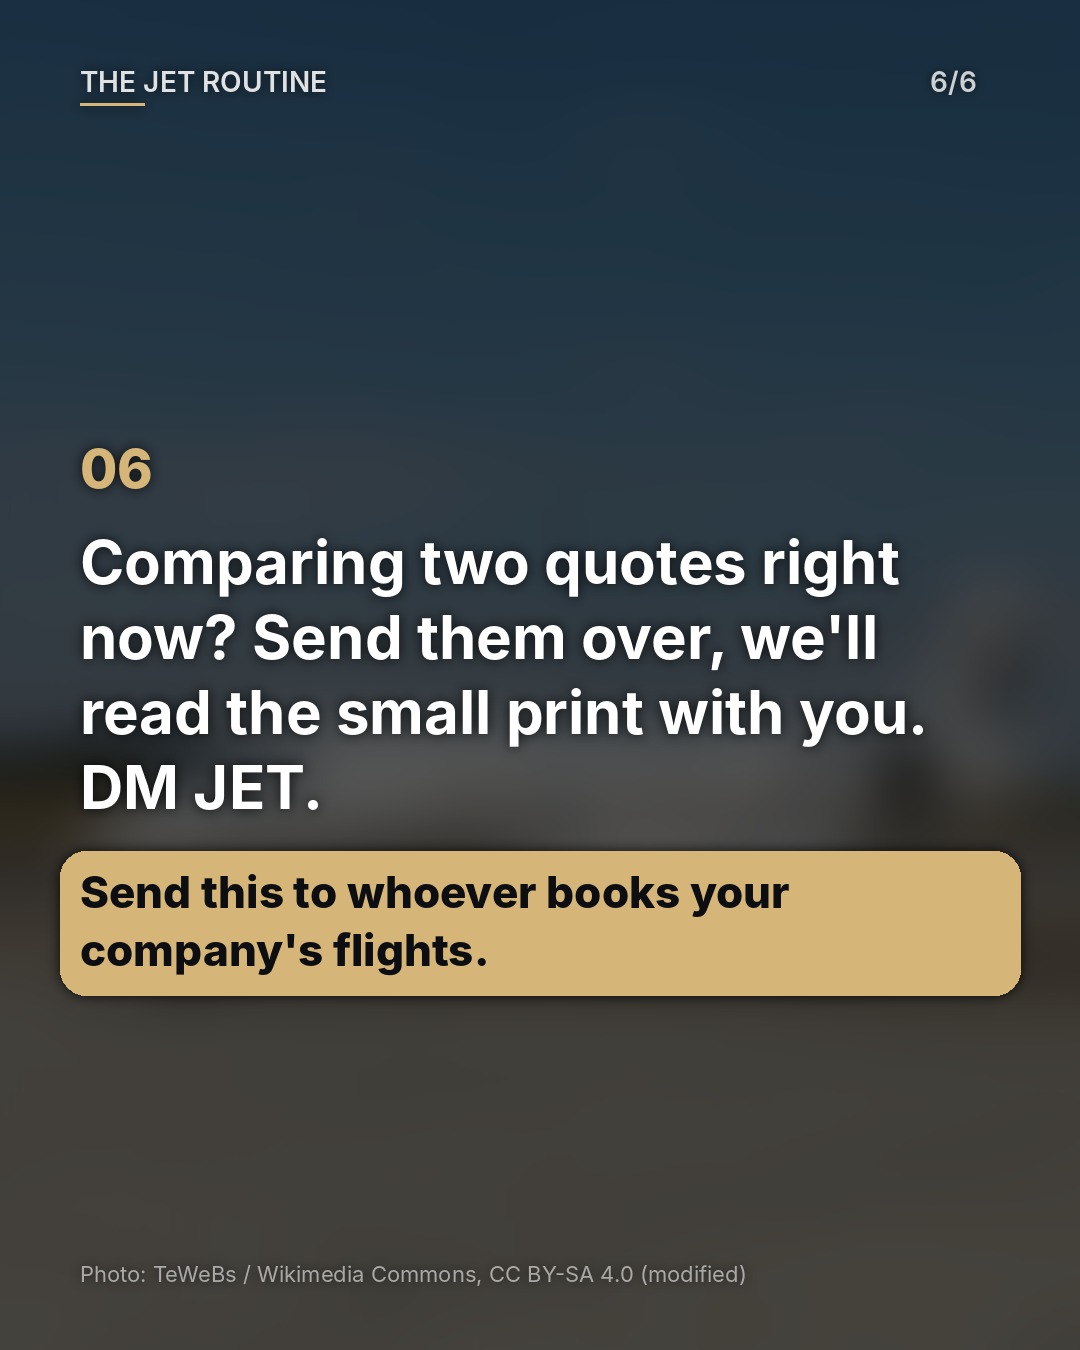 THE JET ROUTINE
6/6
06
Comparing two quotes right
now? Send them over, we'll
read the small print with you.
DM JET.
Send this to whoever books your
company's flights.
Photo: TeWeBs / Wikimedia Commons, CC BY-SA 4.0 (modified)